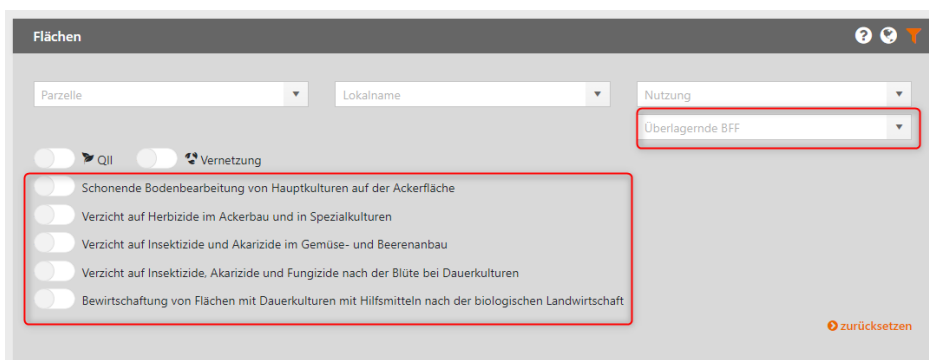 Flächen
Parzelle
Lokalname
Nutzung
Überlagernde BFF
QII
Vernetzung
Schonende Bodenbearbeitung von Hauptkulturen auf der Ackerfläche
Verzicht auf Herbizide im Ackerbau und in Spezialkulturen
Verzicht auf Insektizide und Akarizide im Gemüse- und Beerenanbau
Verzicht auf Insektizide, Akarizide und Fungizide nach der Blüte bei Dauerkulturen
Bewirtschaftung von Flächen mit Dauerkulturen mit Hilfsmitteln nach der biologischen Landwirtschaft
zurücksetzen